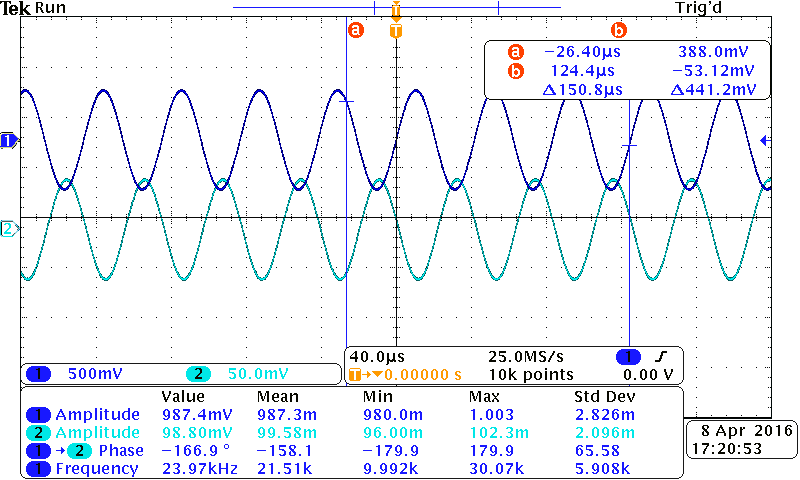 Tek Run Trig'd
a b
T
T
a −26.40µs 388.0mV
b 124.4µs −53.12mV
Δ150.8µs Δ441.2mV
1
2
1 500mV 2 50.0mV
40.0µs 25.0MS/s 1
T→▼0.00000 s 10k points 0.00 V
Value Mean Min Max Std Dev
1 Amplitude 987.4mV 987.3m 980.0m 1.003 2.826m
2 Amplitude 98.80mV 99.58m 96.00m 102.3m 2.096m
1 → 2 Phase −166.9 ° −158.1 −179.9 179.9 65.58
1 Frequency 23.97kHz 21.51k 9.992k 30.07k 5.908k
8 Apr 2016
17:20:53